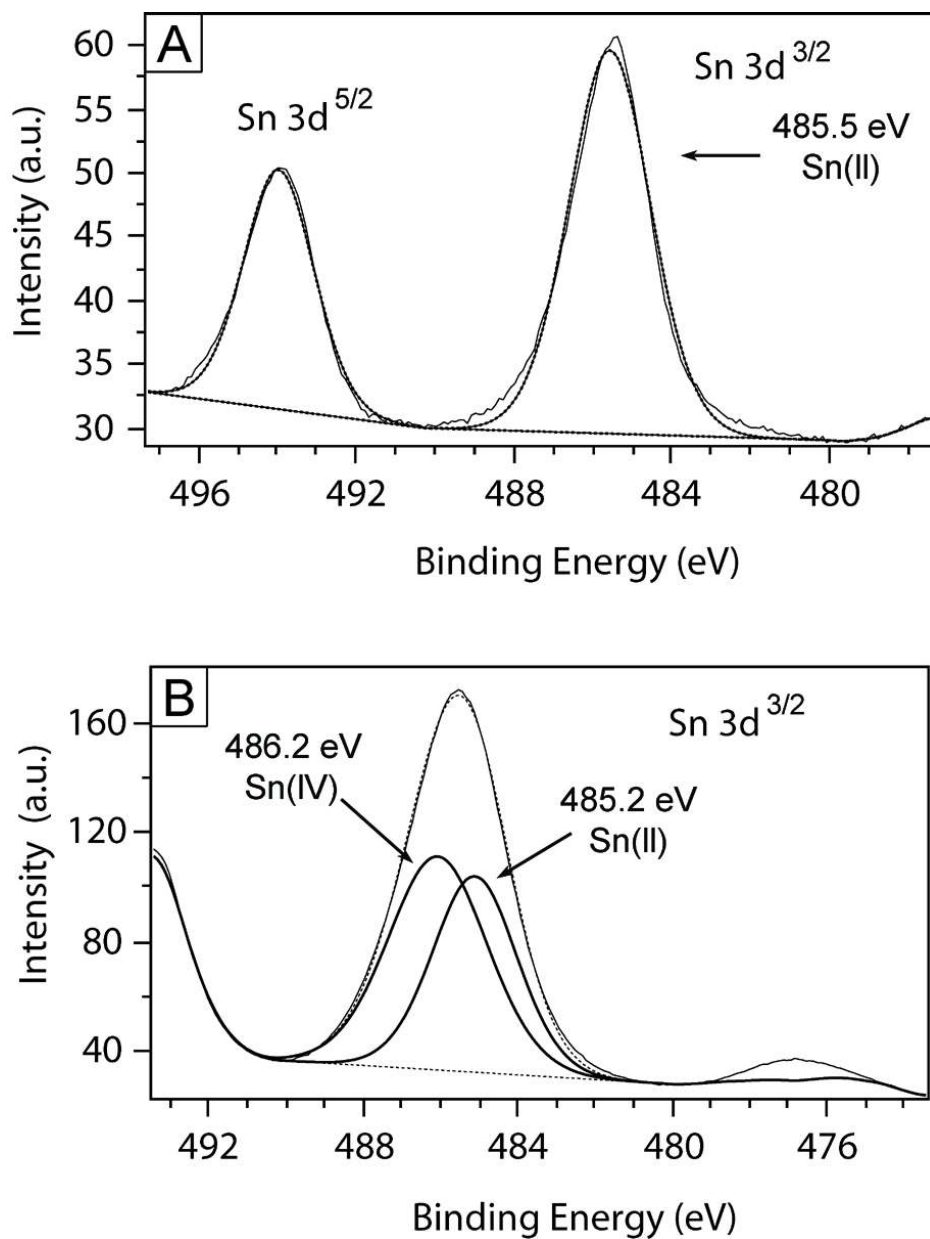 A
Sn 3d 5/2
Sn 3d 3/2
485.5 eV
Sn(II)
60
55
50
45
40
35
30
Intensity (a.u.)
496 492 488 484 480
Binding Energy (eV)
B
Sn 3d 3/2
486.2 eV
Sn(IV)
485.2 eV
Sn(II)
160
120
80
40
Intensity (a.u.)
492 488 484 480 476
Binding Energy (eV)